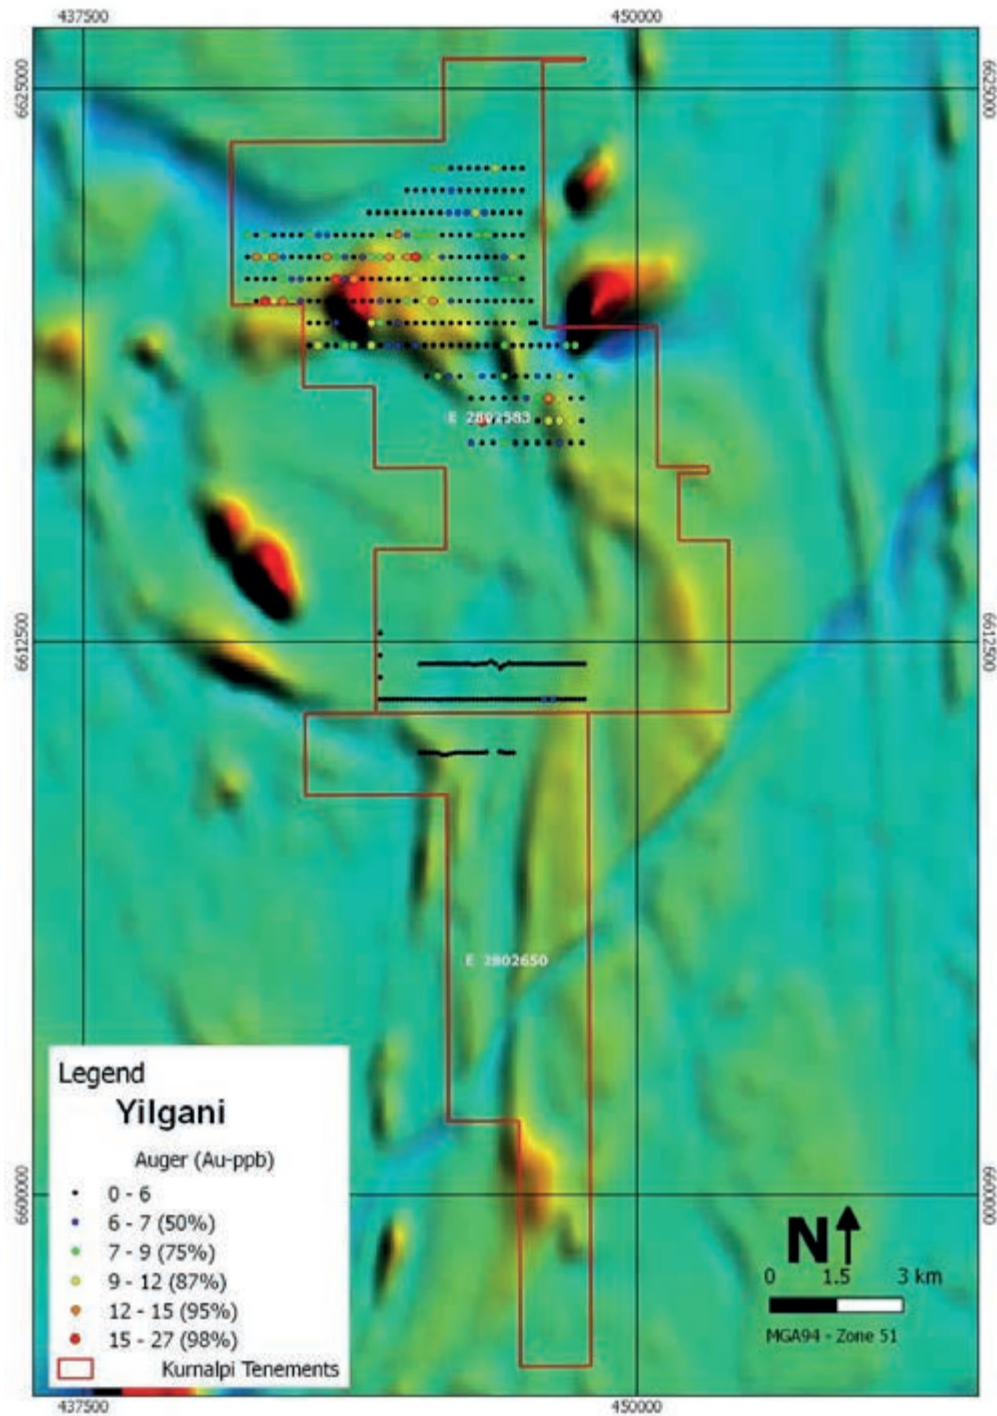 437500 450000
6625000 6625000
E 2802583
6612500 6612500
E 2802650
Legend
Yilgani
Auger (Au-ppb)
0 - 6
6 - 7 (50%)
7 - 9 (75%)
9 - 12 (87%)
12 - 15 (95%)
15 - 27 (98%)
Kurnalpi Tenements
6600000 6600000
N
0 1.5 3 km
MGA94 - Zone 51
437500 450000